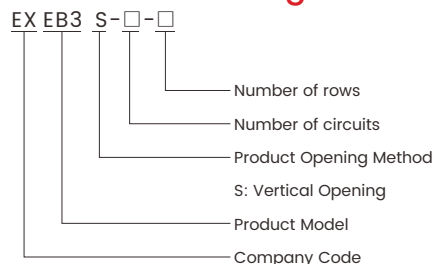 EX EB3 S-□-□
Number of rows
Number of circuits
Product Opening Method
S: Vertical Opening
Product Model
Company Code